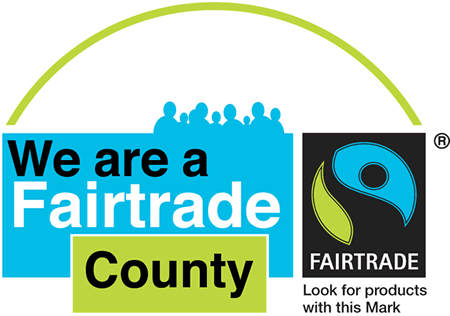 We are a
Fairtrade
County
®
FAIRTRADE
Look for products
with this Mark